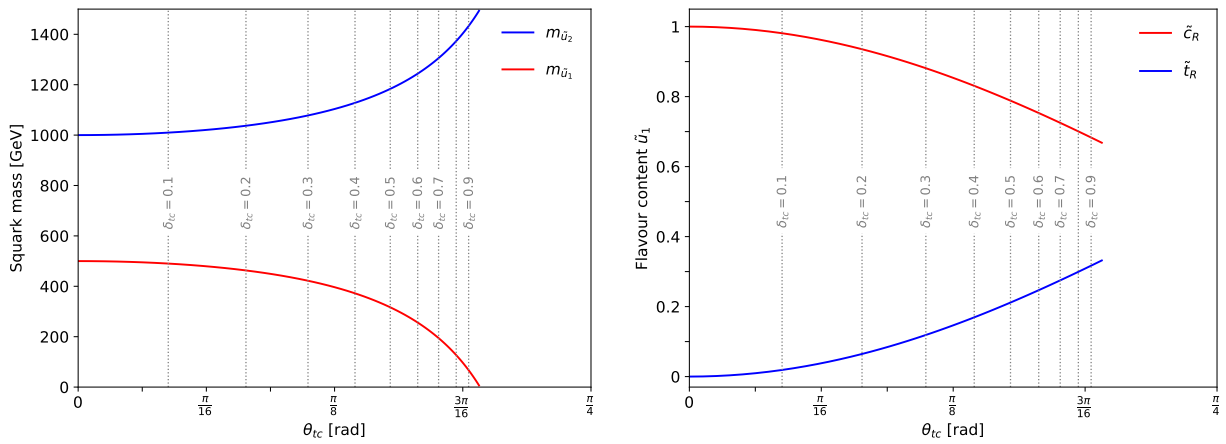 1400
1200
1000
800
600
400
200
0
Squark mass [GeV]
m_{ũ_2}
m_{ũ_1}
δ_{tc} = 0.1
δ_{tc} = 0.2
δ_{tc} = 0.3
δ_{tc} = 0.4
δ_{tc} = 0.5
δ_{tc} = 0.6
δ_{tc} = 0.7
δ_{tc} = 0.9
0
π/16
π/8
3π/16
π/4
θ_{tc} [rad]
1
0.8
0.6
0.4
0.2
0
Flavour content ũ_1
c̃_R
t̃_R
δ_{tc} = 0.1
δ_{tc} = 0.2
δ_{tc} = 0.3
δ_{tc} = 0.4
δ_{tc} = 0.5
δ_{tc} = 0.6
δ_{tc} = 0.7
δ_{tc} = 0.9
0
π/16
π/8
3π/16
π/4
θ_{tc} [rad]